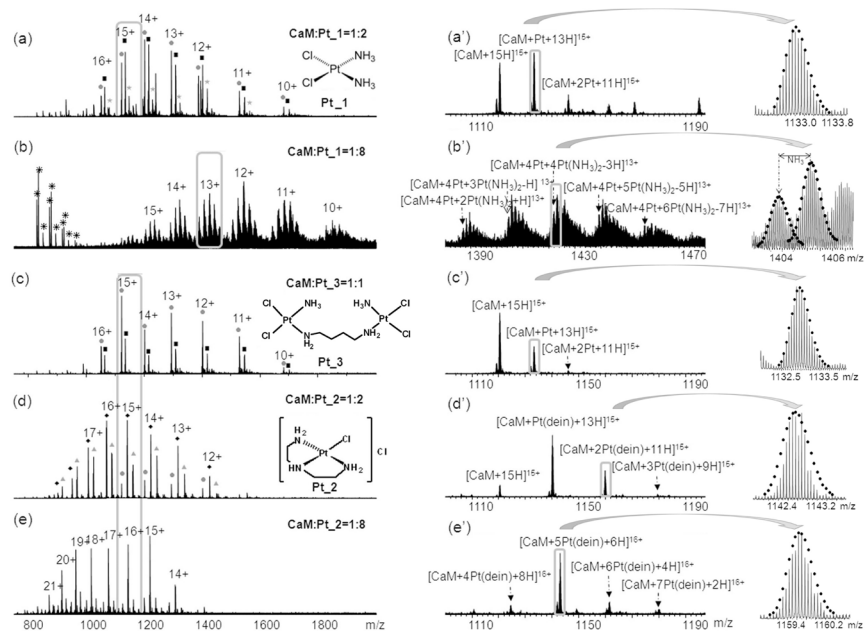 (a)
CaM:Pt_1=1:2
14+
15+
13+
16+
12+
11+
10+
Cl
NH3
Pt
Cl
NH3
Pt_1
(a')
[CaM+Pt+13H]15+
[CaM+15H]15+
[CaM+2Pt+11H]15+
1110
1150
1190
1133.0 1133.8
(b)
CaM:Pt_1=1:8
12+
13+
14+
11+
15+
10+
(b')
[CaM+4Pt+4Pt(NH3)2-3H]13+
[CaM+4Pt+3Pt(NH3)2-H]13+
[CaM+4Pt+5Pt(NH3)2-5H]13+
[CaM+4Pt+2Pt(NH3)2+H]13+
[CaM+4Pt+6Pt(NH3)2-7H]13+
1390
1430
1470
NH3
1404
1406 m/z
(c)
CaM:Pt_3=1:1
15+
14+
13+
12+
11+
16+
10+
Cl
NH3
H3N
Cl
Pt
Pt
Cl
N
H2
NH2
Cl
Pt_3
(c')
[CaM+15H]15+
[CaM+Pt+13H]15+
[CaM+2Pt+11H]15+
1110
1150
1190
1132.5
1133.5
(d)
CaM:Pt_2=1:2
16+
15+
17+
14+
13+
12+
H2
N
Cl
Pt
HN
NH2
Cl
Pt_2
(d')
[CaM+Pt(dein)+13H]15+
[CaM+2Pt(dein)+11H]15+
[CaM+15H]15+
[CaM+3Pt(dein)+9H]15+
1110
1150
1190
1142.4
1143.2 m/z
(e)
CaM:Pt_2=1:8
21+
20+
19+
18+
17+
16+
15+
14+
800
1000
1200
1400
1600
1800
m/z
(e')
[CaM+5Pt(dein)+6H]16+
[CaM+4Pt(dein)+8H]16+
[CaM+6Pt(dein)+4H]16+
[CaM+7Pt(dein)+2H]16+
1110
1150
1190
1159.4
1160.2 m/z